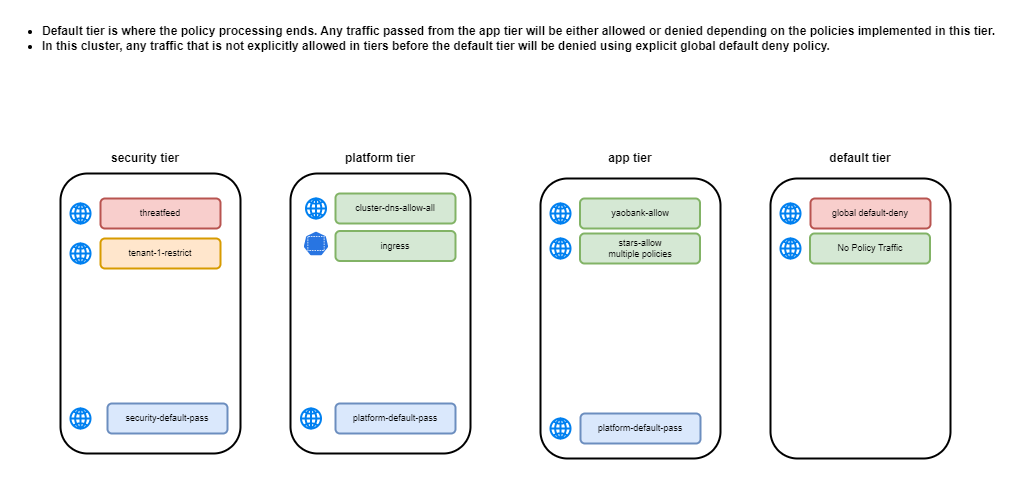 Default tier is where the policy processing ends. Any traffic passed from the app tier will be either allowed or denied depending on the policies implemented in this tier.
In this cluster, any traffic that is not explicitly allowed in tiers before the default tier will be denied using explicit global default deny policy.
security tier
threatfeed
tenant-1-restrict
security-default-pass
platform tier
cluster-dns-allow-all
ingress
platform-default-pass
app tier
yaobank-allow
stars-allow
multiple policies
platform-default-pass
default tier
global default-deny
No Policy Traffic